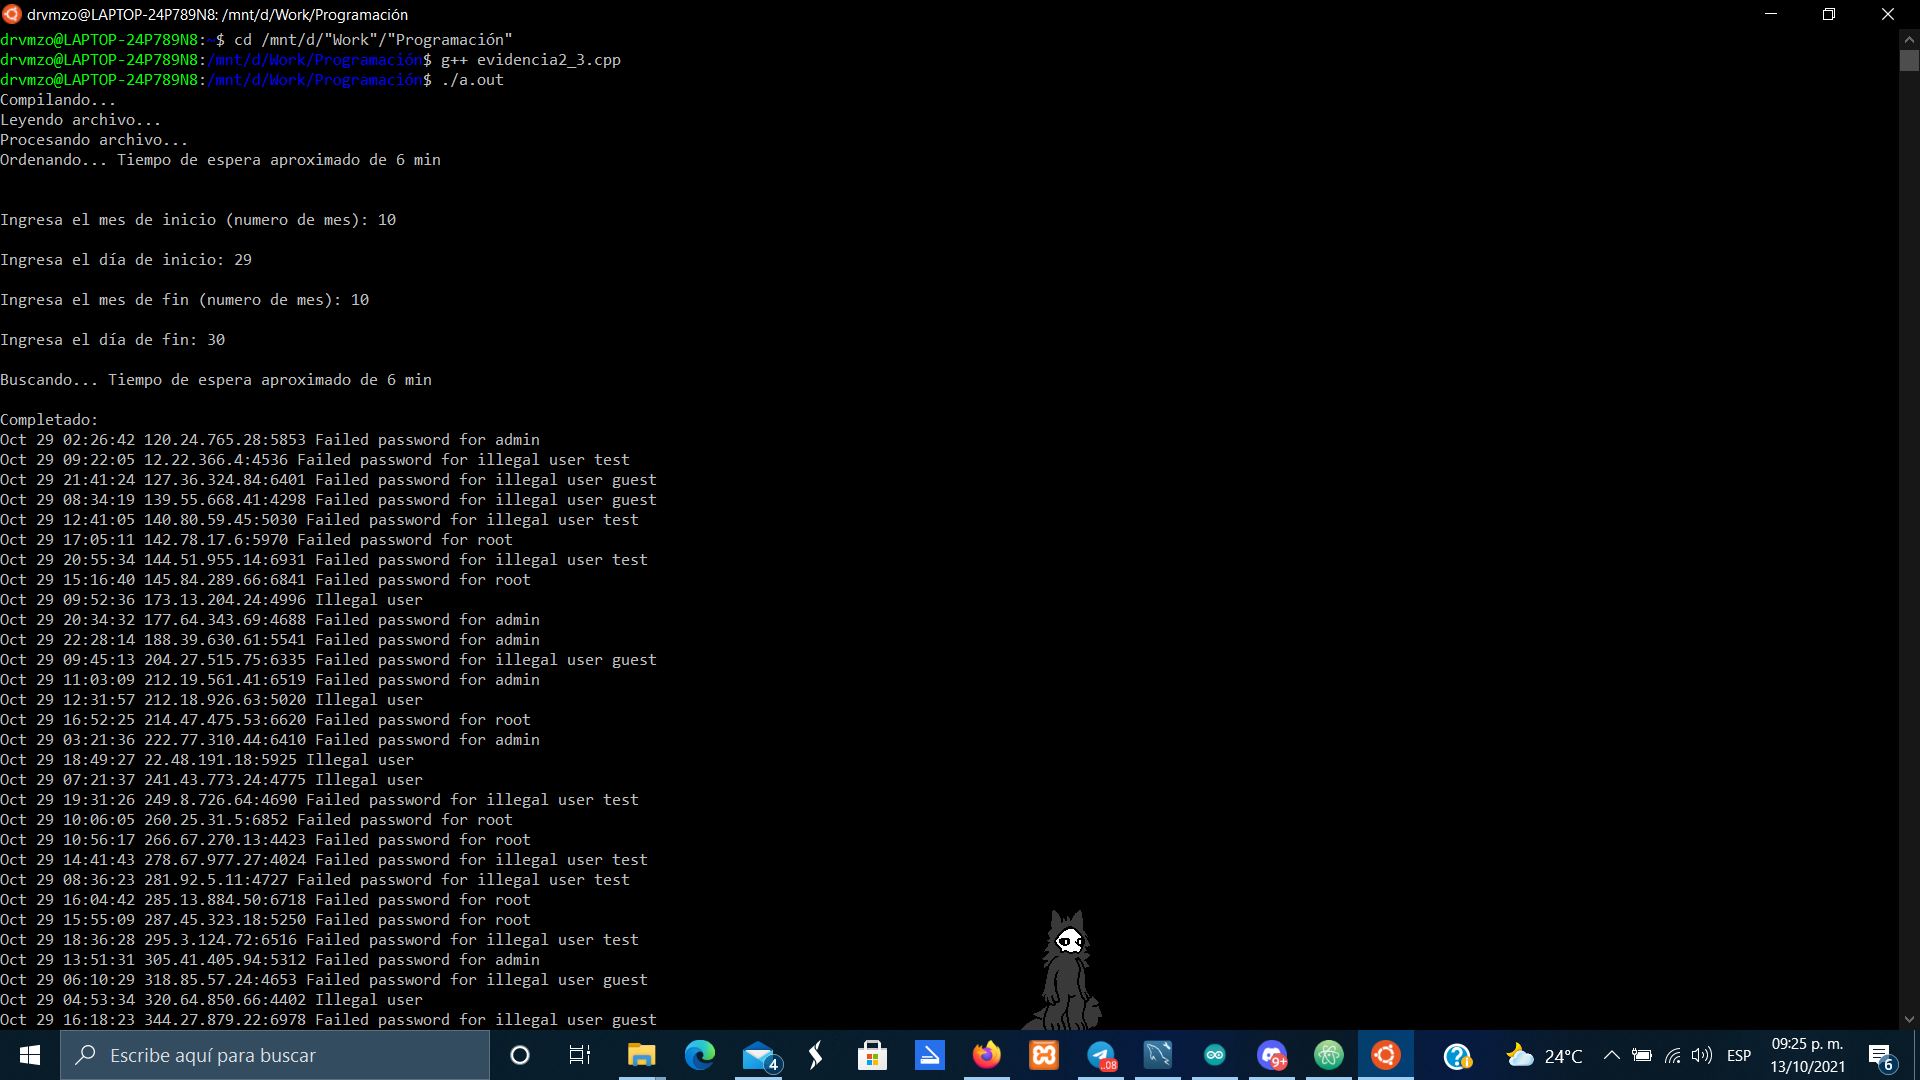 drvmzo@LAPTOP-24P789N8: /mnt/d/Work/Programación
drvmzo@LAPTOP-24P789N8:~$ cd /mnt/d/"Work"/"Programación"
drvmzo@LAPTOP-24P789N8:/mnt/d/Work/Programación$ g++ evidencia2_3.cpp
drvmzo@LAPTOP-24P789N8:/mnt/d/Work/Programación$ ./a.out
Compilando...
Leyendo archivo...
Procesando archivo...
Ordenando... Tiempo de espera aproximado de 6 min
Ingresa el mes de inicio (numero de mes): 10
Ingresa el día de inicio: 29
Ingresa el mes de fin (numero de mes): 10
Ingresa el día de fin: 30
Buscando... Tiempo de espera aproximado de 6 min
Completado:
Oct 29 02:26:42 120.24.765.28:5853 Failed password for admin
Oct 29 09:22:05 12.22.366.4:4536 Failed password for illegal user test
Oct 29 21:41:24 127.36.324.84:6401 Failed password for illegal user guest
Oct 29 08:34:19 139.55.668.41:4298 Failed password for illegal user guest
Oct 29 12:41:05 140.80.59.45:5030 Failed password for illegal user test
Oct 29 17:05:11 142.78.17.6:5970 Failed password for root
Oct 29 20:55:34 144.51.955.14:6931 Failed password for illegal user test
Oct 29 15:16:40 145.84.289.66:6841 Failed password for root
Oct 29 09:52:36 173.13.204.24:4996 Illegal user
Oct 29 20:34:32 177.64.343.69:4688 Failed password for admin
Oct 29 22:28:14 188.39.630.61:5541 Failed password for admin
Oct 29 09:45:13 204.27.515.75:6335 Failed password for illegal user guest
Oct 29 11:03:09 212.19.561.41:6519 Failed password for admin
Oct 29 12:31:57 212.18.926.63:5020 Illegal user
Oct 29 16:52:25 214.47.475.53:6620 Failed password for root
Oct 29 03:21:36 222.77.310.44:6410 Failed password for admin
Oct 29 18:49:27 22.48.191.18:5925 Illegal user
Oct 29 07:21:37 241.43.773.24:4775 Illegal user
Oct 29 19:31:26 249.8.726.64:4690 Failed password for illegal user test
Oct 29 10:06:05 260.25.31.5:6852 Failed password for root
Oct 29 10:56:17 266.67.270.13:4423 Failed password for root
Oct 29 14:41:43 278.67.977.27:4024 Failed password for illegal user test
Oct 29 08:36:23 281.92.5.11:4727 Failed password for illegal user test
Oct 29 16:04:42 285.13.884.50:6718 Failed password for root
Oct 29 15:55:09 287.45.323.18:5250 Failed password for root
Oct 29 18:36:28 295.3.124.72:6516 Failed password for illegal user test
Oct 29 13:51:31 305.41.405.94:5312 Failed password for admin
Oct 29 06:10:29 318.85.57.24:4653 Failed password for illegal user guest
Oct 29 04:53:34 320.64.850.66:4402 Illegal user
Oct 29 16:18:23 344.27.879.22:6978 Failed password for illegal user guest
Escribe aquí para buscar
4
.08
9+
24°C
ESP
09:25 p. m.
13/10/2021
6